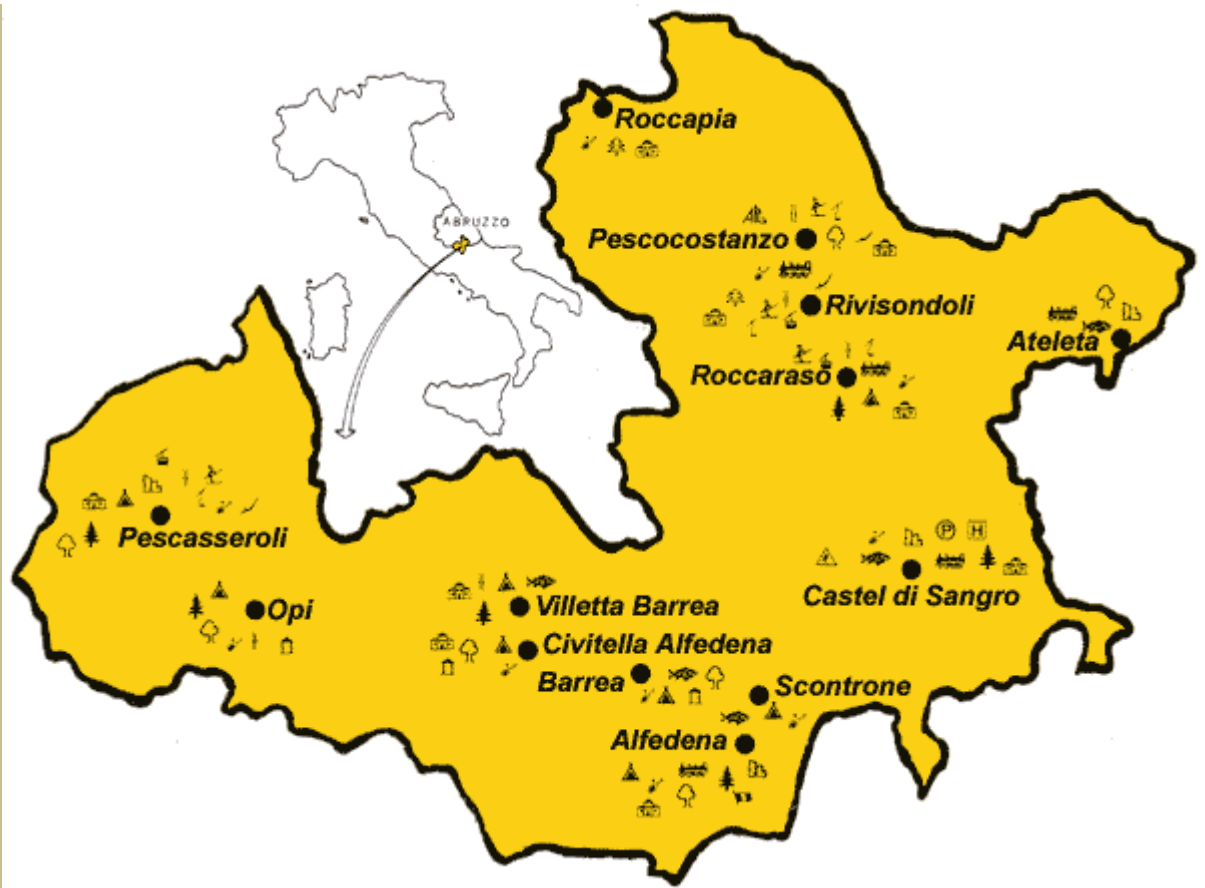 Roccapia
ABRUZZO
Pescocostanzo
Rivisondoli
Ateleta
Roccaraso
Pescasseroli
P H
Castel di Sangro
Opi
Villetta Barrea
Civitella Alfedena
Barrea
Scontrone
Alfedena